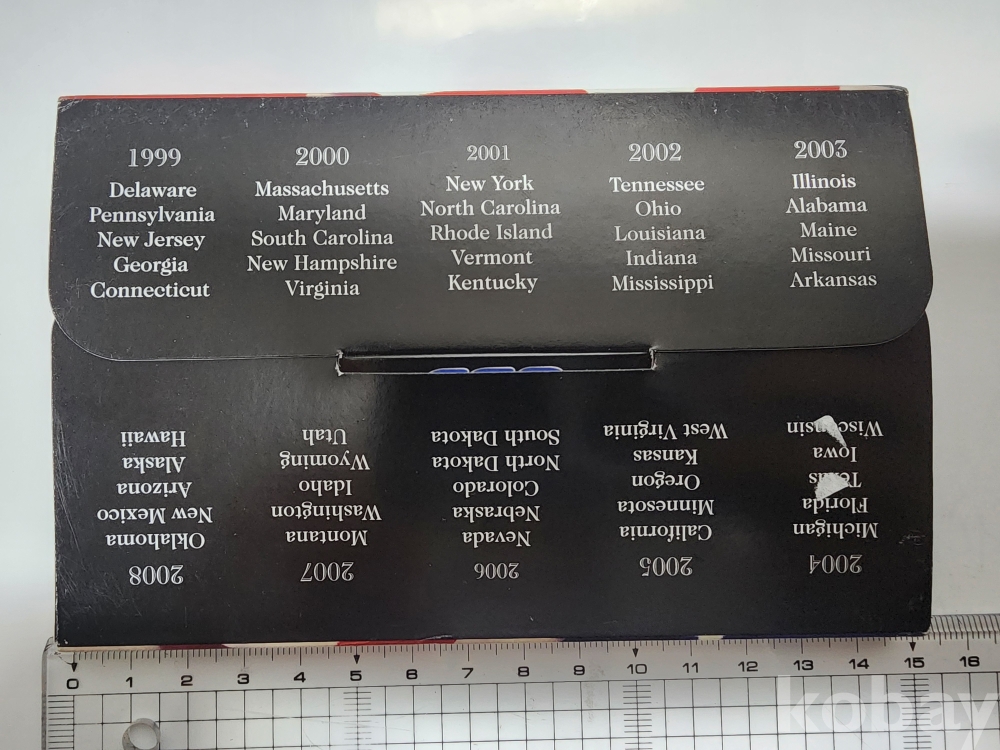 1999
Delaware
Pennsylvania
New Jersey
Georgia
Connecticut
2000
Massachusetts
Maryland
South Carolina
New Hampshire
Virginia
2001
New York
North Carolina
Rhode Island
Vermont
Kentucky
2002
Tennessee
Ohio
Louisiana
Indiana
Mississippi
2003
Illinois
Alabama
Maine
Missouri
Arkansas
2004
Michigan
Florida
Texas
Iowa
Wisconsin
2005
California
Minnesota
Oregon
Kansas
West Virginia
2006
Nevada
Nebraska
Colorado
North Dakota
South Dakota
2007
Montana
Washington
Idaho
Wyoming
Utah
2008
Oklahoma
New Mexico
Arizona
Alaska
Hawaii
0 1 2 3 4 5 6 7 8 9 10 11 12 13 14 15 16
kobay